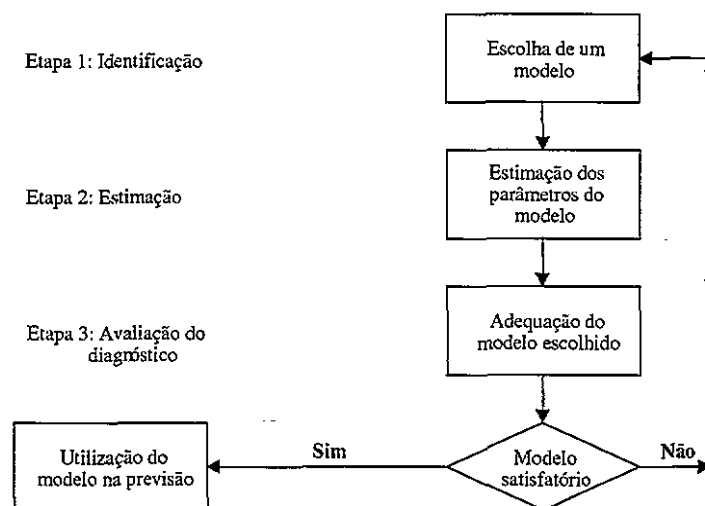 Etapa 1: Identificação
Escolha de um
modelo
Etapa 2: Estimação
Estimação dos
parâmetros do
modelo
Etapa 3: Avaliação do
diagnóstico
Adequação do
modelo escolhido
Utilização do
modelo na previsão
Sim
Modelo
satisfatório
Não